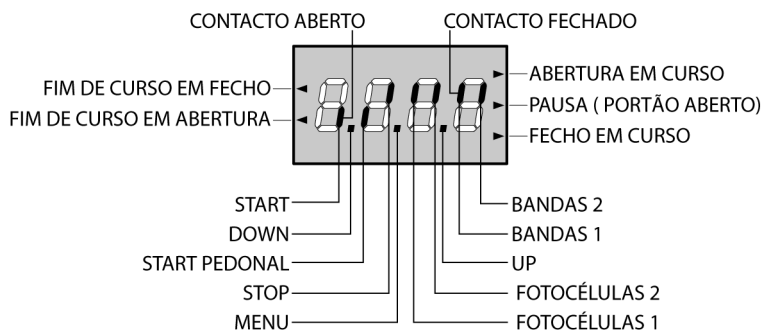 CONTACTO ABERTO
CONTACTO FECHADO
FIM DE CURSO EM FECHO
FIM DE CURSO EM ABERTURA
ABERTURA EM CURSO
PAUSA ( PORTÃO ABERTO)
FECHO EM CURSO
START
DOWN
START PEDONAL
STOP
MENU
BANDAS 2
BANDAS 1
UP
FOTOCÉLULAS 2
FOTOCÉLULAS 1